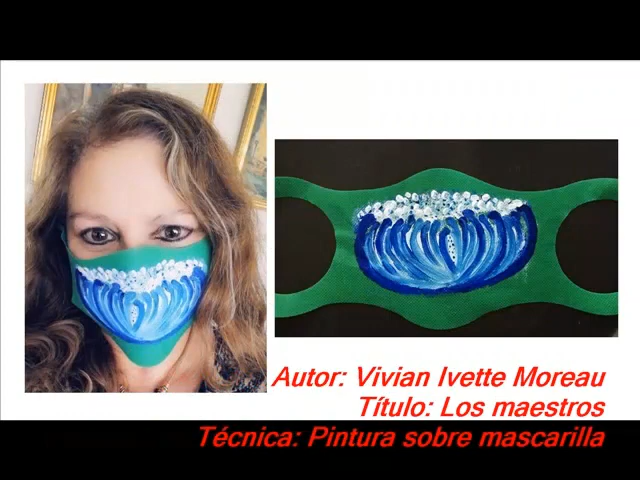 Autor: Vivian Ivette Moreau
Título: Los maestros
Técnica: Pintura sobre mascarilla